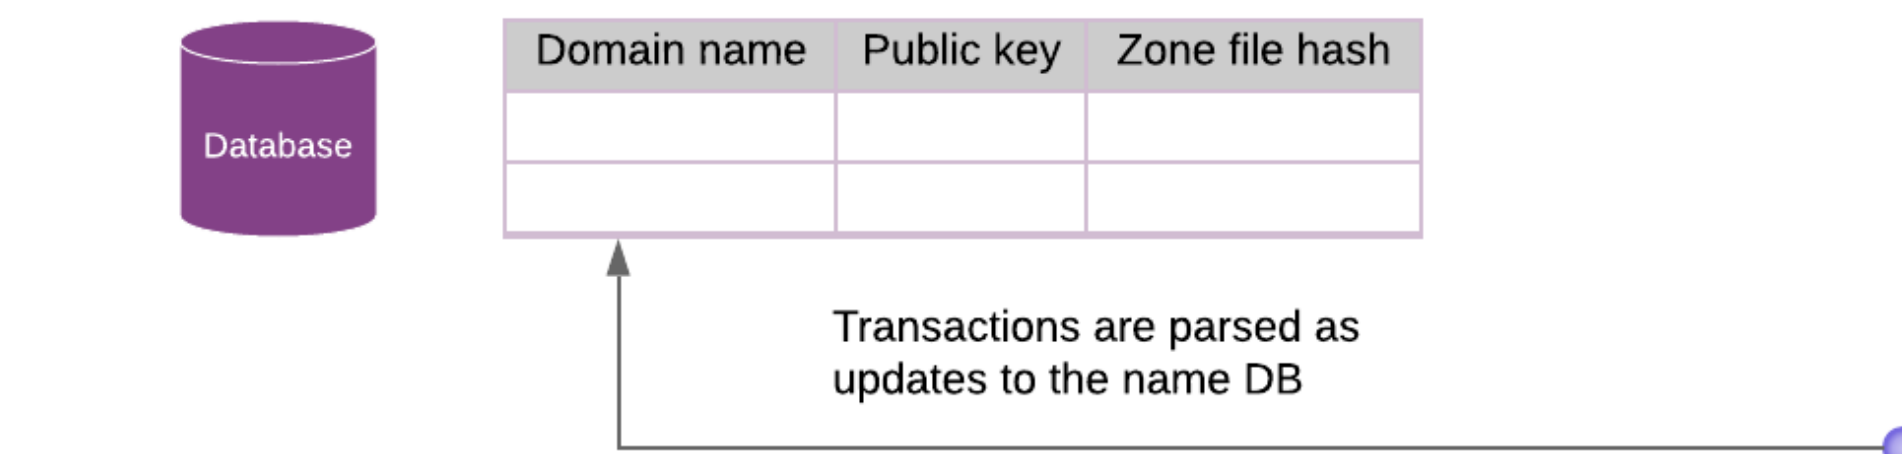 Database
Domain name
Public key
Zone file hash
Transactions are parsed as
updates to the name DB